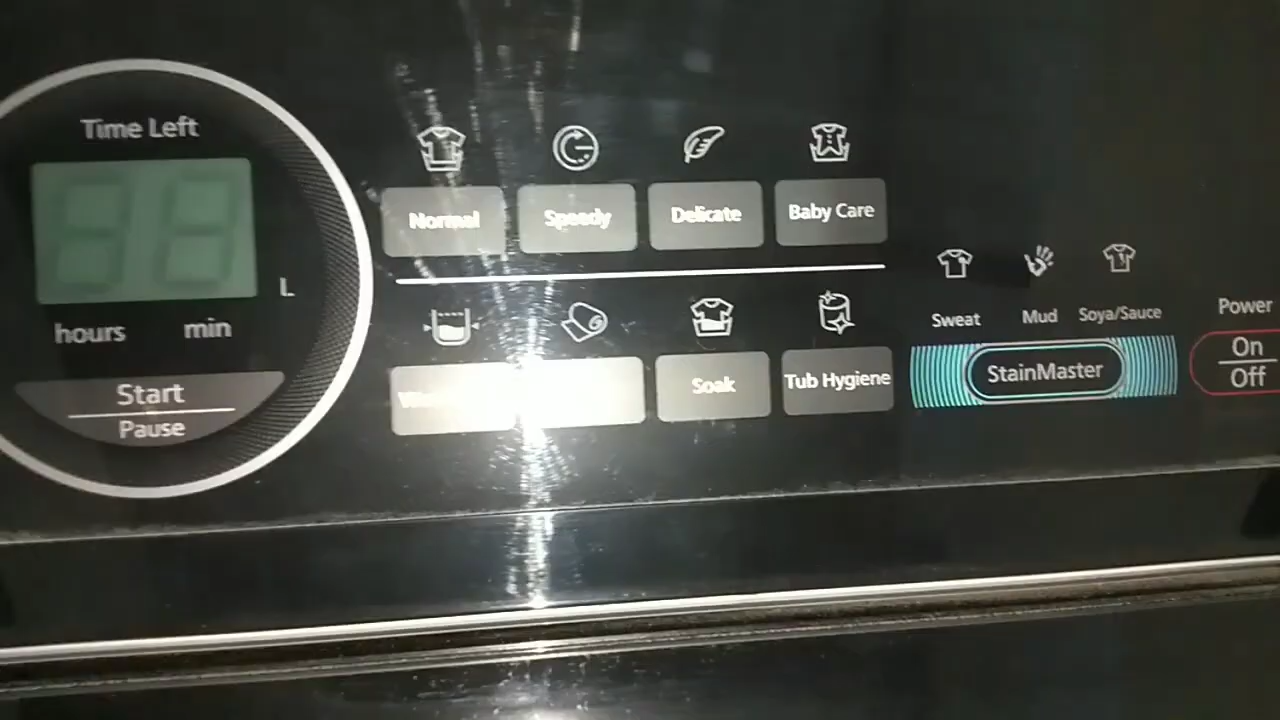 Time Left
hours min
L
Start
Pause
Normal Speedy Delicate Baby Care
Soak Tub Hygiene
Sweat Mud Soya/Sauce
StainMaster
Power
On
Off